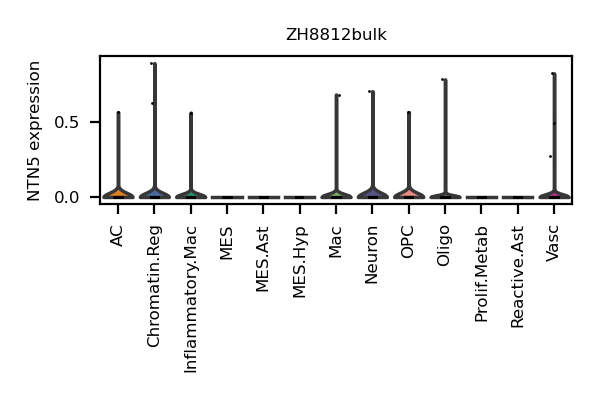 ZH8812bulk
NTN5 expression
0.5
0.0
AC
Chromatin.Reg
Inflammatory.Mac
MES
MES.Ast
MES.Hyp
Mac
Neuron
OPC
Oligo
Prolif.Metab
Reactive.Ast
Vasc